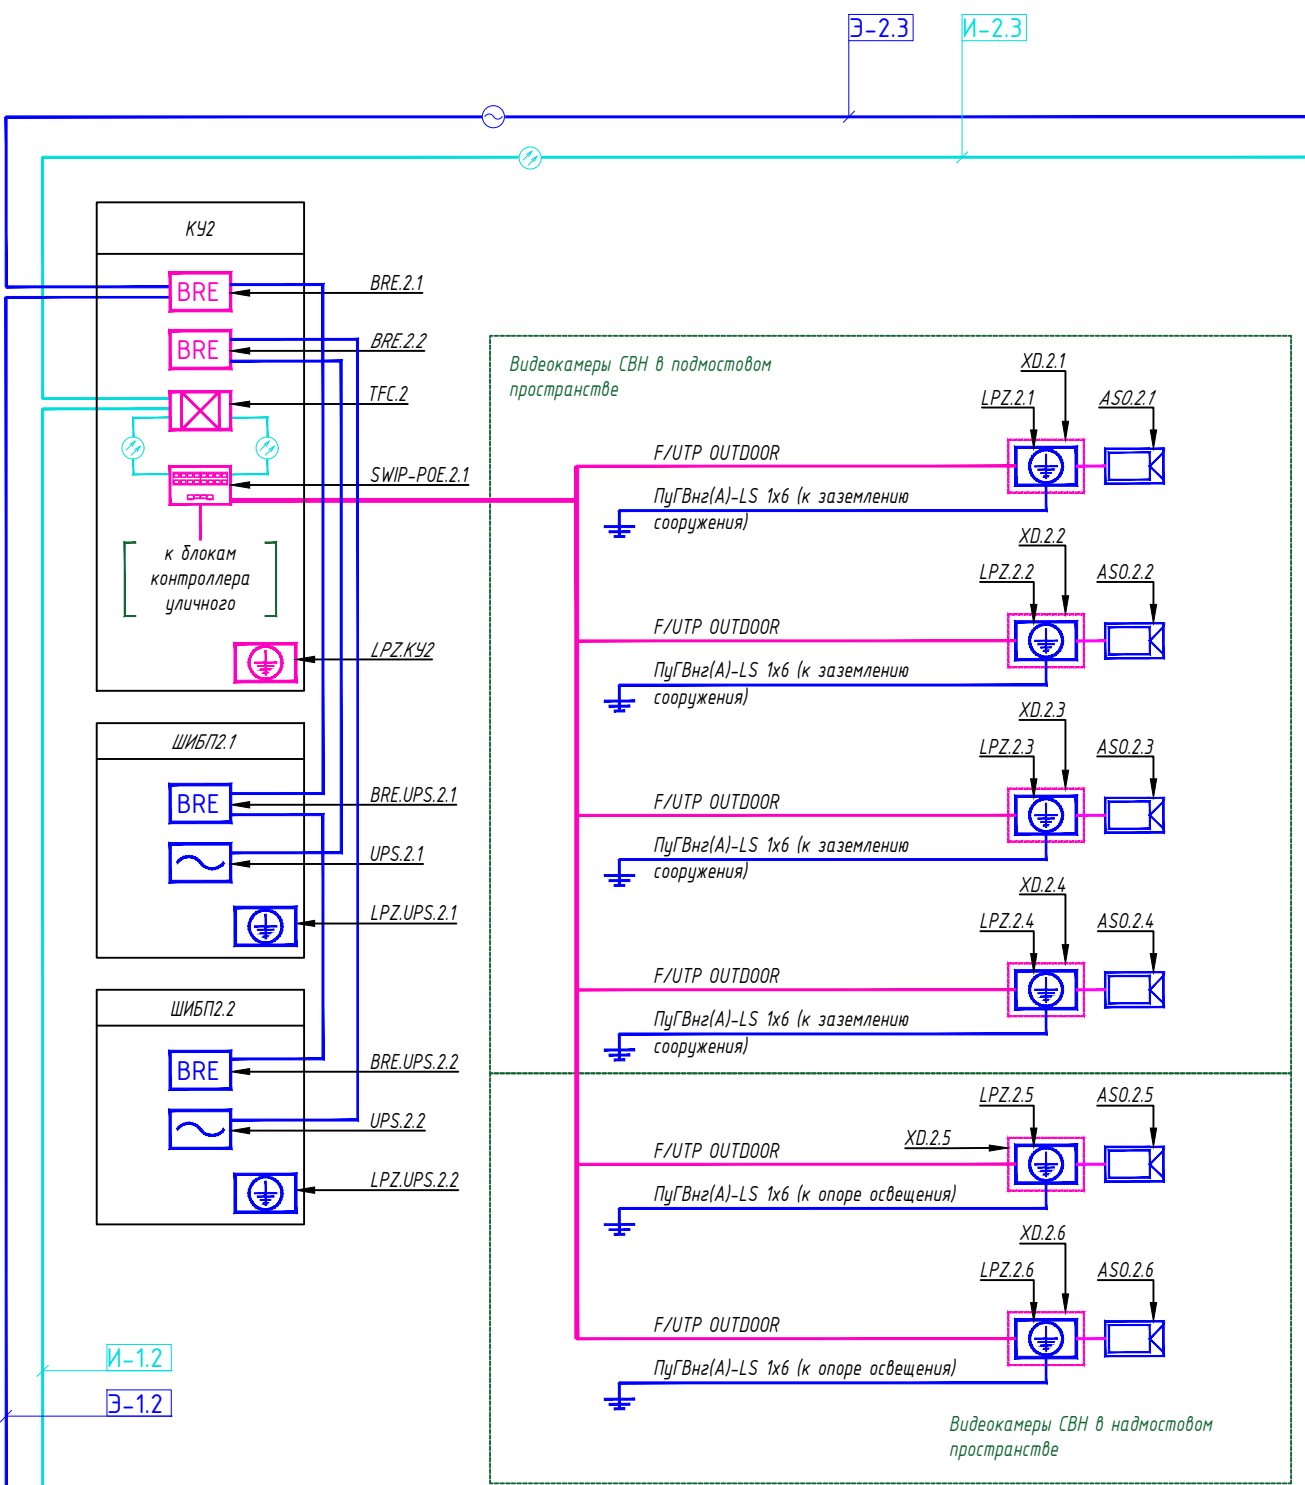 Э-2.3
И-2.3
КУ2
BRE
BRE.2.1
BRE
BRE.2.2
TFC.2
SWIP-POE.2.1
к блокам
контроллера
уличного
LPZ.КУ2
ШИБП2.1
BRE
BRE.UPS.2.1
UPS.2.1
LPZ.UPS.2.1
ШИБП2.2
BRE
BRE.UPS.2.2
UPS.2.2
LPZ.UPS.2.2
И-1.2
Э-1.2
Видеокамеры СВН в подмостовом
пространстве
XD.2.1
LPZ.2.1
ASO.2.1
F/UTP OUTDOOR
ПуГВнг(А)-LS 1х6 (к заземлению
сооружения)
XD.2.2
LPZ.2.2
ASO.2.2
F/UTP OUTDOOR
ПуГВнг(А)-LS 1х6 (к заземлению
сооружения)
XD.2.3
LPZ.2.3
ASO.2.3
F/UTP OUTDOOR
ПуГВнг(А)-LS 1х6 (к заземлению
сооружения)
XD.2.4
LPZ.2.4
ASO.2.4
F/UTP OUTDOOR
ПуГВнг(А)-LS 1х6 (к заземлению
сооружения)
LPZ.2.5
ASO.2.5
XD.2.5
F/UTP OUTDOOR
ПуГВнг(А)-LS 1х6 (к опоре освещения)
XD.2.6
LPZ.2.6
ASO.2.6
F/UTP OUTDOOR
ПуГВнг(А)-LS 1х6 (к опоре освещения)
Видеокамеры СВН в надмостовом
пространстве